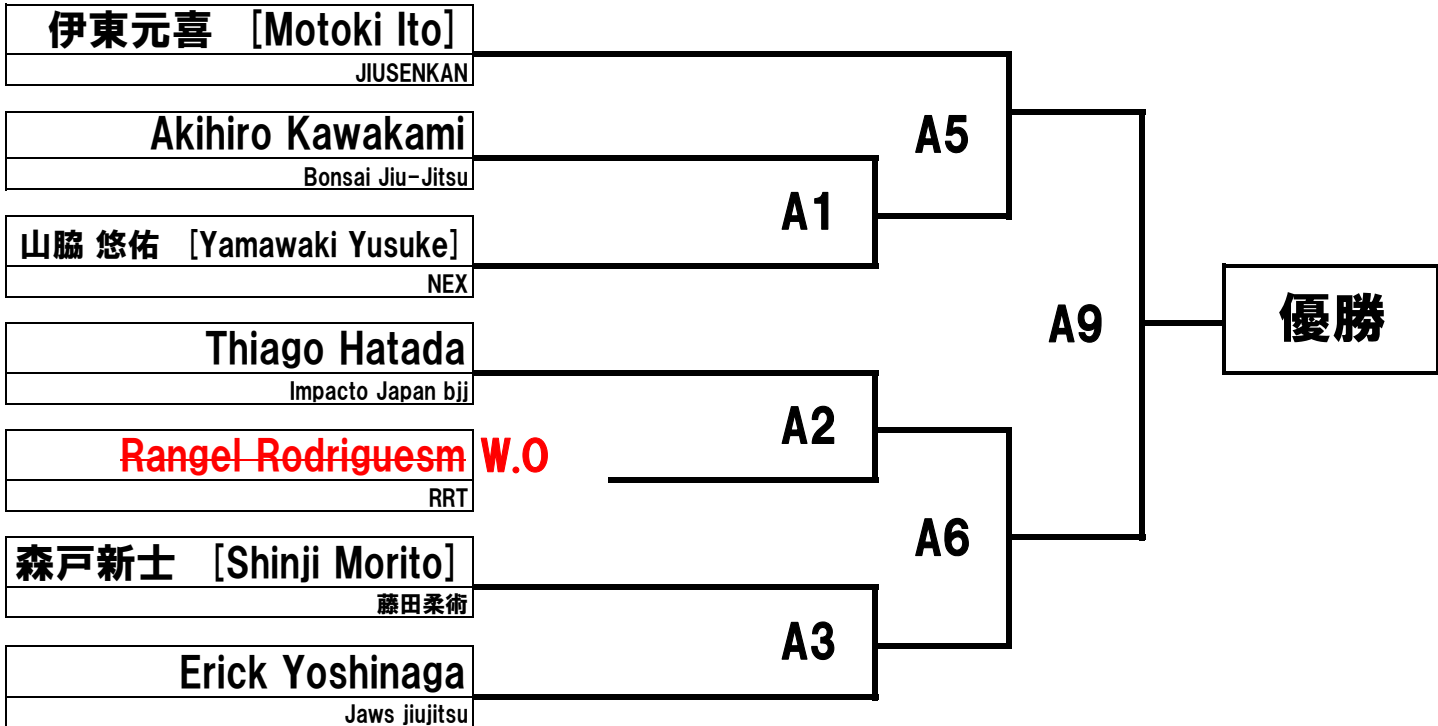 伊東元喜 [Motoki Ito]
JIUSENKAN
Akihiro Kawakami
Bonsai Jiu-Jitsu
山脇 悠佑 [Yamawaki Yusuke]
NEX
Thiago Hatada
Impacto Japan bjj
Rangel Rodriguesm W.O
RRT
森戸新士 [Shinji Morito]
藤田柔術
Erick Yoshinaga
Jaws jiujitsu
A1
A2
A3
A5
A6
A9
優勝